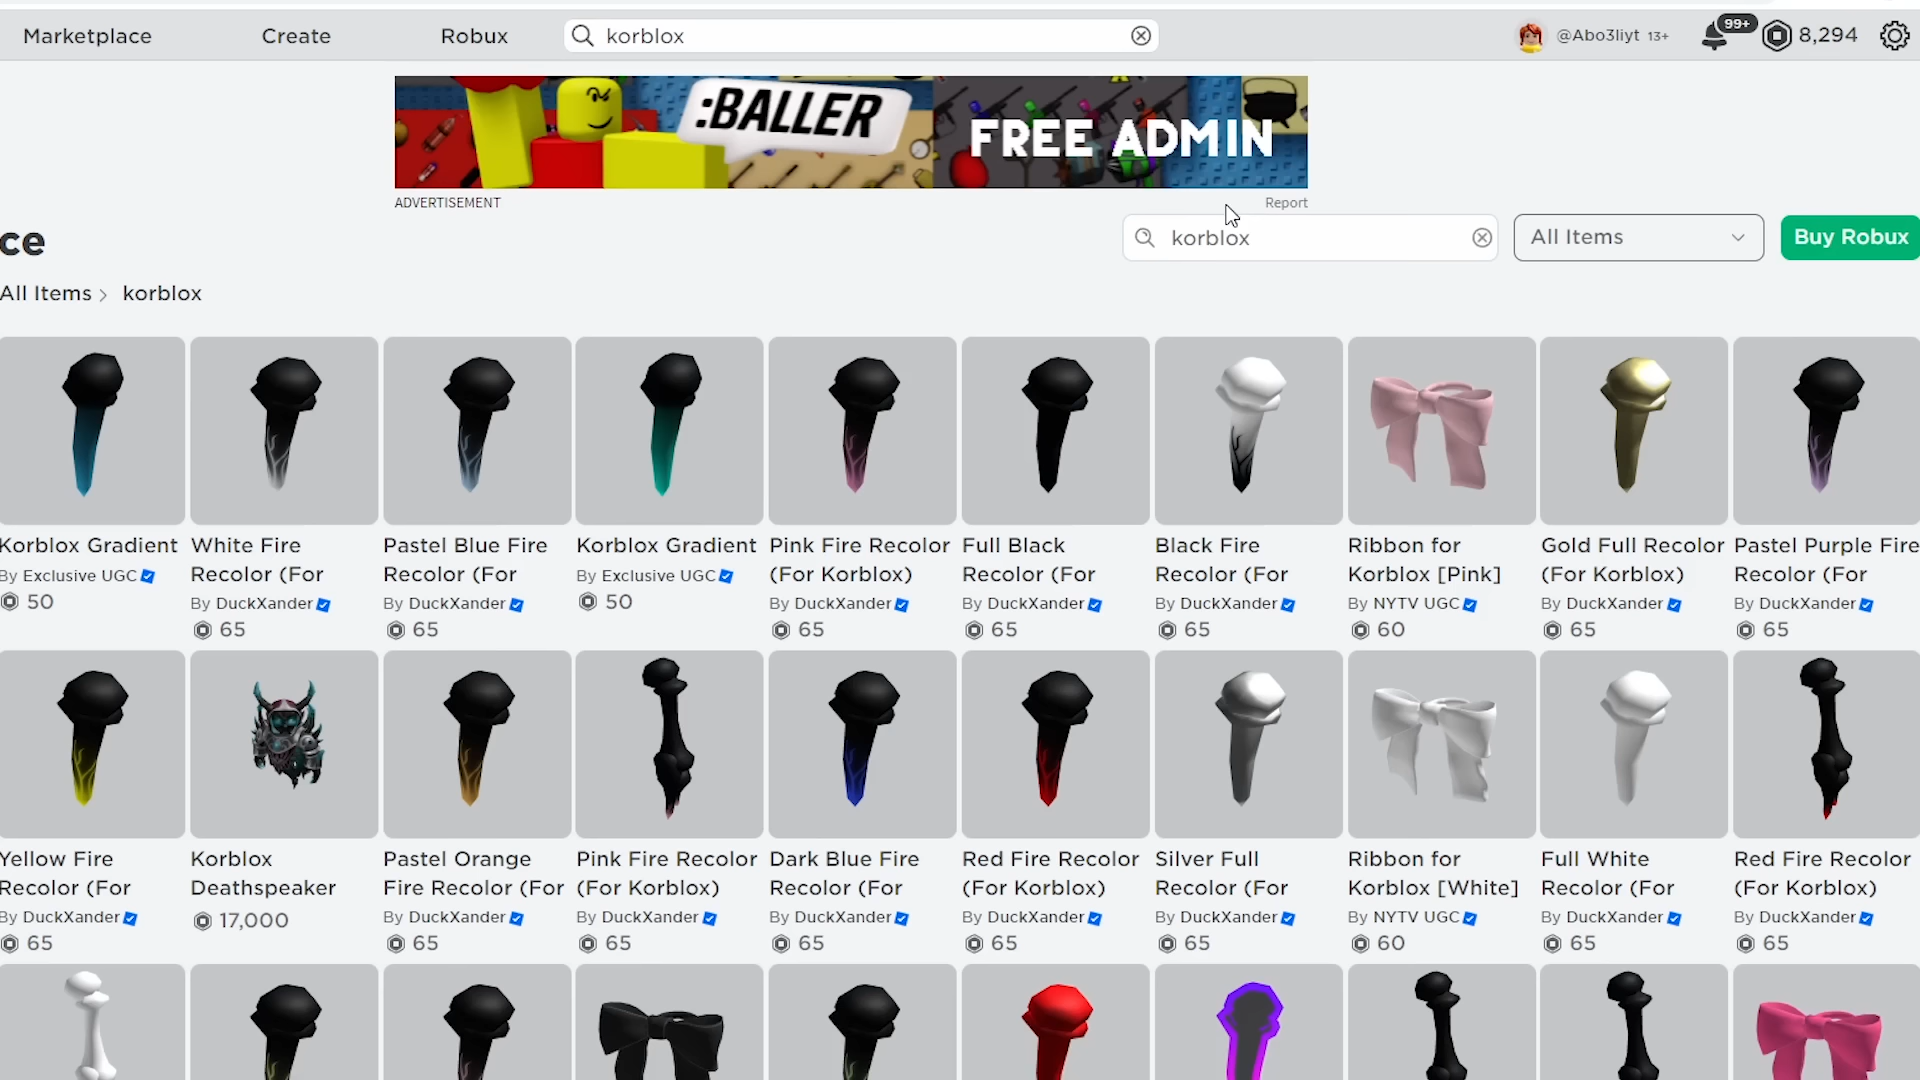 Marketplace
Create
Robux
korblox
@Abo3liyt 13+
99+
8,294
:BALLER
FREE ADMIN
ADVERTISEMENT
Report
ce
korblox
All Items
Buy Robux
All Items > korblox
Korblox Gradient
By Exclusive UGC
50
White Fire
Recolor (For
By DuckXander
65
Pastel Blue Fire
Recolor (For
By DuckXander
65
Korblox Gradient
By Exclusive UGC
50
Pink Fire Recolor
(For Korblox)
By DuckXander
65
Full Black
Recolor (For
By DuckXander
65
Black Fire
Recolor (For
By DuckXander
65
Ribbon for
Korblox [Pink]
By NYTV UGC
60
Gold Full Recolor
(For Korblox)
By DuckXander
65
Pastel Purple Fire
Recolor (For
By DuckXander
65
Yellow Fire
Recolor (For
By DuckXander
65
Korblox
Deathspeaker
17,000
Pastel Orange
Fire Recolor (For
By DuckXander
65
Pink Fire Recolor
(For Korblox)
By DuckXander
65
Dark Blue Fire
Recolor (For
By DuckXander
65
Red Fire Recolor
(For Korblox)
By DuckXander
65
Silver Full
Recolor (For
By DuckXander
65
Ribbon for
Korblox [White]
By NYTV UGC
60
Full White
Recolor (For
By DuckXander
65
Red Fire Recolor
(For Korblox)
By DuckXander
65